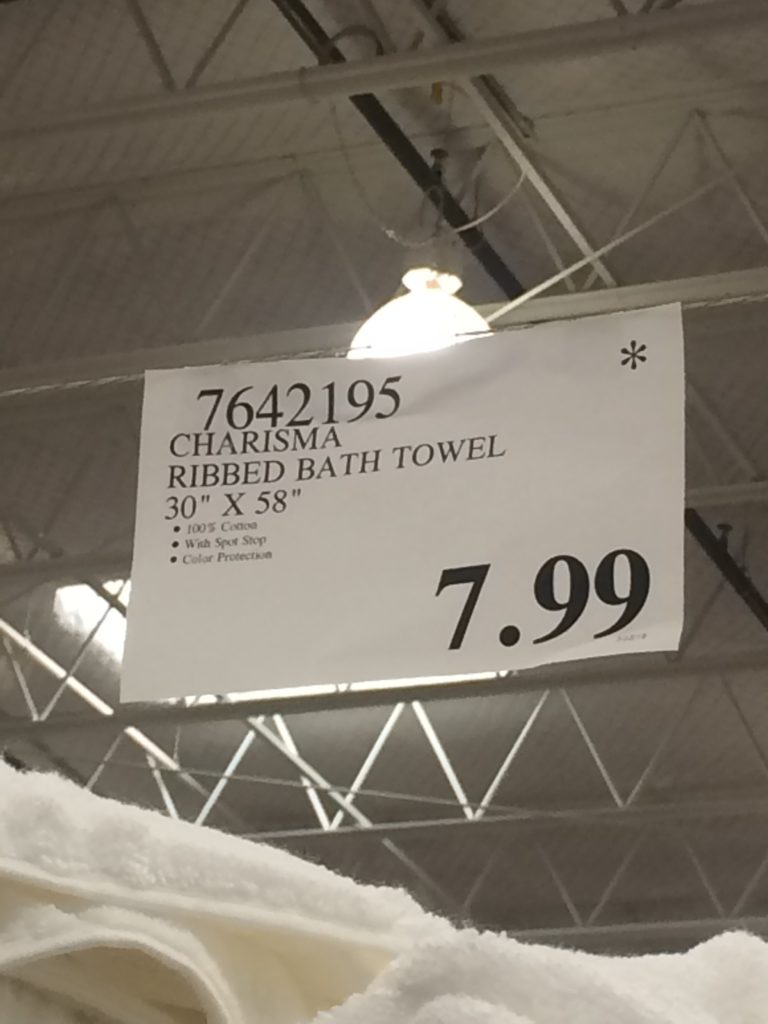 *
7642195
CHARISMA
RIBBED BATH TOWEL
30" X 58"
• 100% Cotton
• With Spot Stop
• Color Protection
7.99